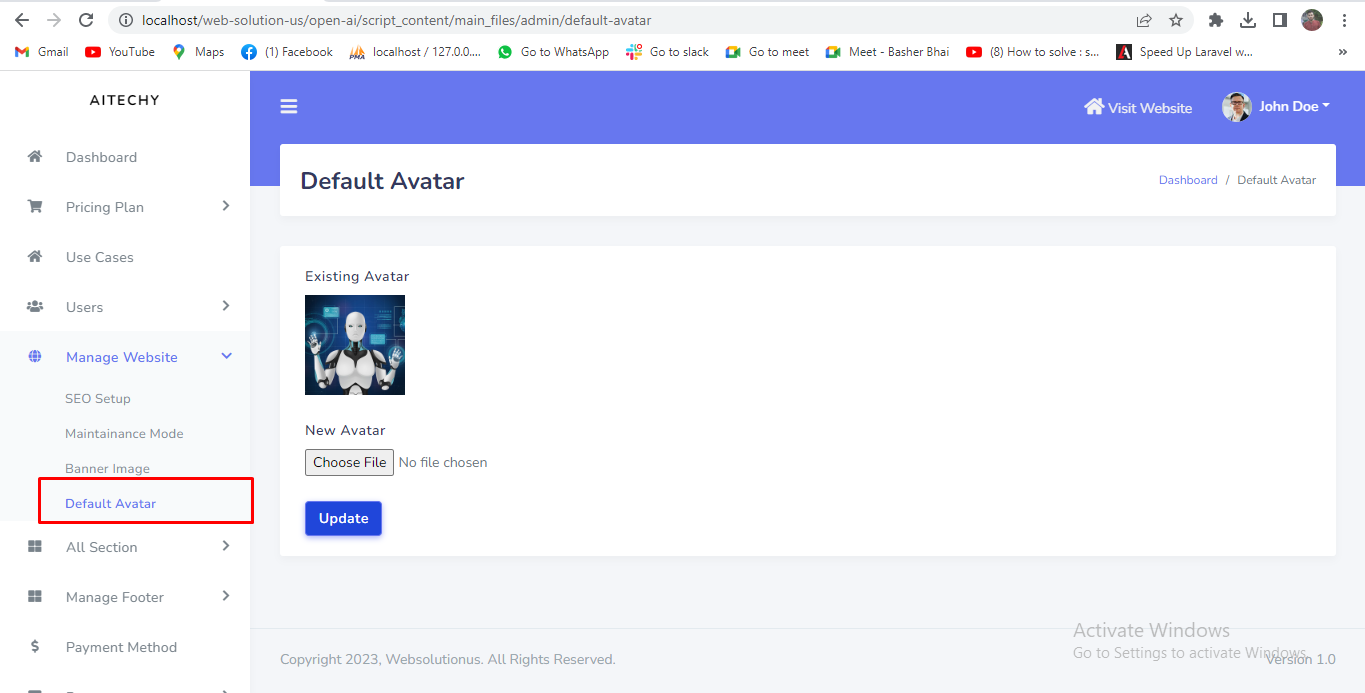 localhost/web-solution-us/open-ai/script_content/main_files/admin/default-avatar
Gmail YouTube Maps (1) Facebook localhost / 127.0.0.... Go to WhatsApp Go to slack Go to meet Meet - Basher Bhai (8) How to solve : s... Speed Up Laravel w... »
AITECHY
Visit Website John Doe
Dashboard
Pricing Plan
Use Cases
Users
Manage Website
SEO Setup
Maintainance Mode
Banner Image
Default Avatar
All Section
Manage Footer
Payment Method
Default Avatar
Dashboard / Default Avatar
Existing Avatar
New Avatar
Choose File No file chosen
Update
Activate Windows
Go to Settings to activate Windows.
Copyright 2023, Websolutionus. All Rights Reserved.
Version 1.0